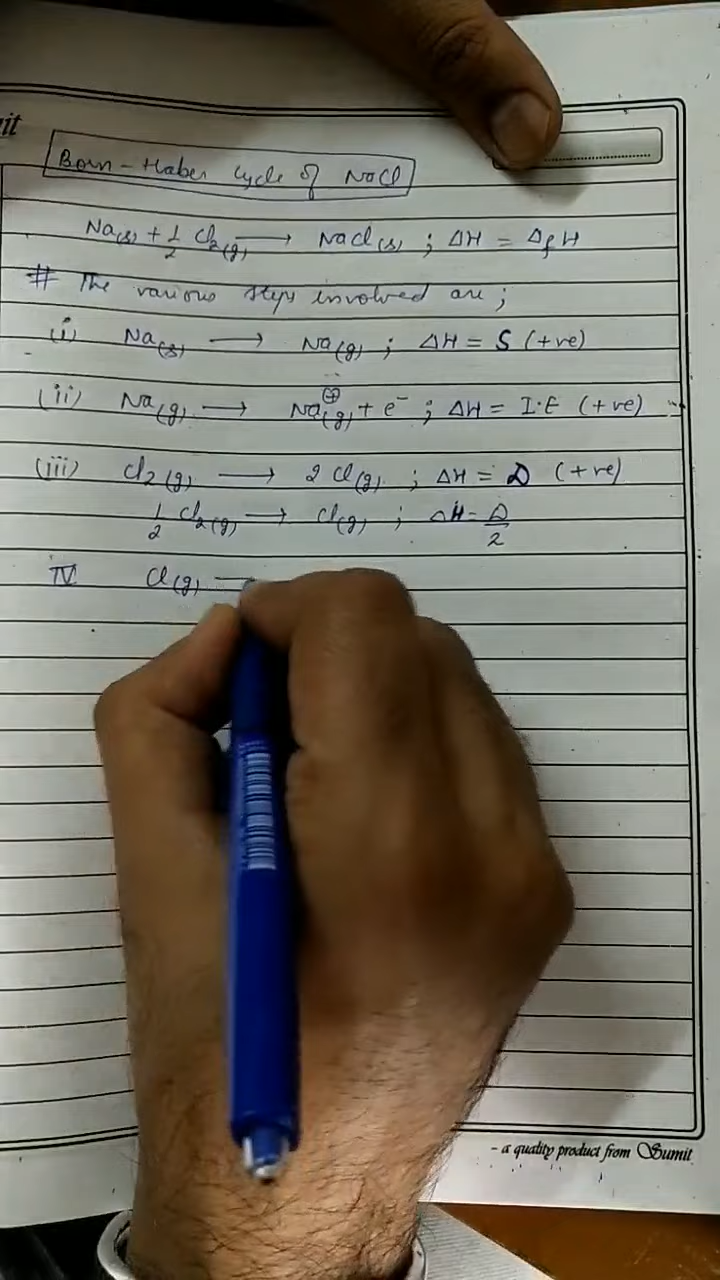 it
Born-Haber Cycle of NaCl
Na(s) + 1/2 Cl2(g) → NaCl(s) ; ΔH = ΔfH
# The various steps involved are ;
(i) Na(s) → Na(g) ; ΔH = S (+ve)
(ii) Na(g) → Na⊕(g) + e⁻ ; ΔH = I.E (+ve)
(iii) Cl2(g) → 2Cl(g) ; ΔH = D (+ve)
1/2 Cl2(g) → Cl(g) ; ΔH = D/2
IV Cl(g) —
- a quality product from Sumit